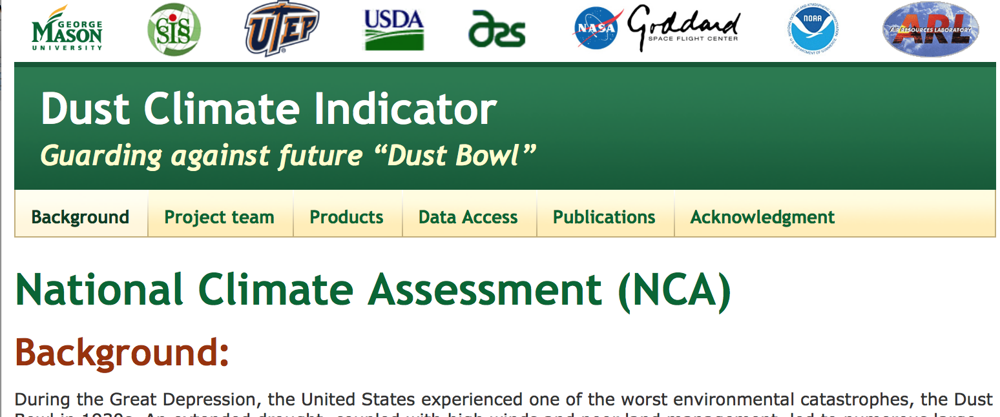 GEORGE MASON UNIVERSITY SIS UTEP USDA ars NASA Goddard SPACE FLIGHT CENTER NOAA AIR RESOURCES LABORATORY ARL
Dust Climate Indicator
Guarding against future “Dust Bowl”
Background Project team Products Data Access Publications Acknowledgment
National Climate Assessment (NCA)
Background:
During the Great Depression, the United States experienced one of the worst environmental catastrophes, the Dust
Bowl in 1930s. An extended drought, coupled with high winds and poor land management, led to numerous large